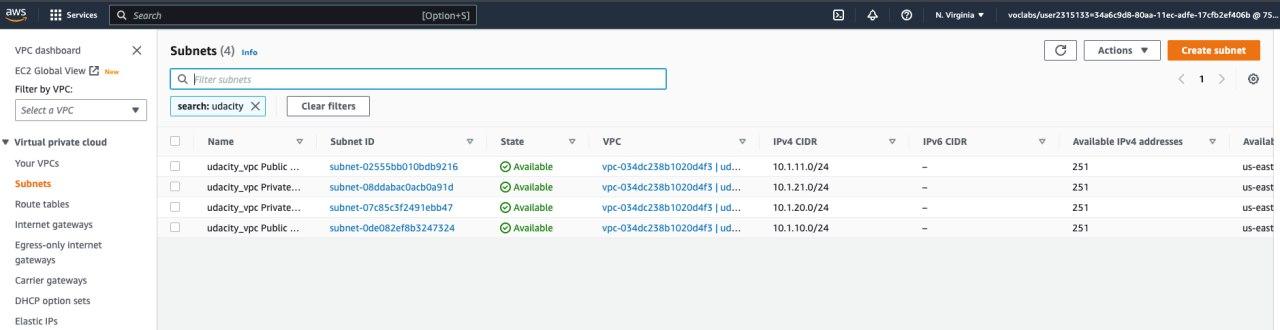 aws Services Search [Option+S] N. Virginia voclabs/user2315133=34a6c9d8-80aa-11ec-adfe-17cfb2ef406b @ 75...
VPC dashboard
EC2 Global View New
Filter by VPC:
Select a VPC
Virtual private cloud
Your VPCs
Subnets
Route tables
Internet gateways
Egress-only internet
gateways
Carrier gateways
DHCP option sets
Elastic IPs
Subnets (4) Info
Actions Create subnet
Filter subnets
1
search: udacity Clear filters
Name Subnet ID State VPC IPv4 CIDR IPv6 CIDR Available IPv4 addresses Availab
udacity_vpc Public ... subnet-02555bb010bdb9216 Available vpc-034dc238b1020d4f3 | ud... 10.1.11.0/24 – 251 us-east
udacity_vpc Private... subnet-08ddabac0acb0a91d Available vpc-034dc238b1020d4f3 | ud... 10.1.21.0/24 – 251 us-east
udacity_vpc Private... subnet-07c85c3f2491ebb47 Available vpc-034dc238b1020d4f3 | ud... 10.1.20.0/24 – 251 us-east
udacity_vpc Public ... subnet-0de082ef8b3247324 Available vpc-034dc238b1020d4f3 | ud... 10.1.10.0/24 – 251 us-east